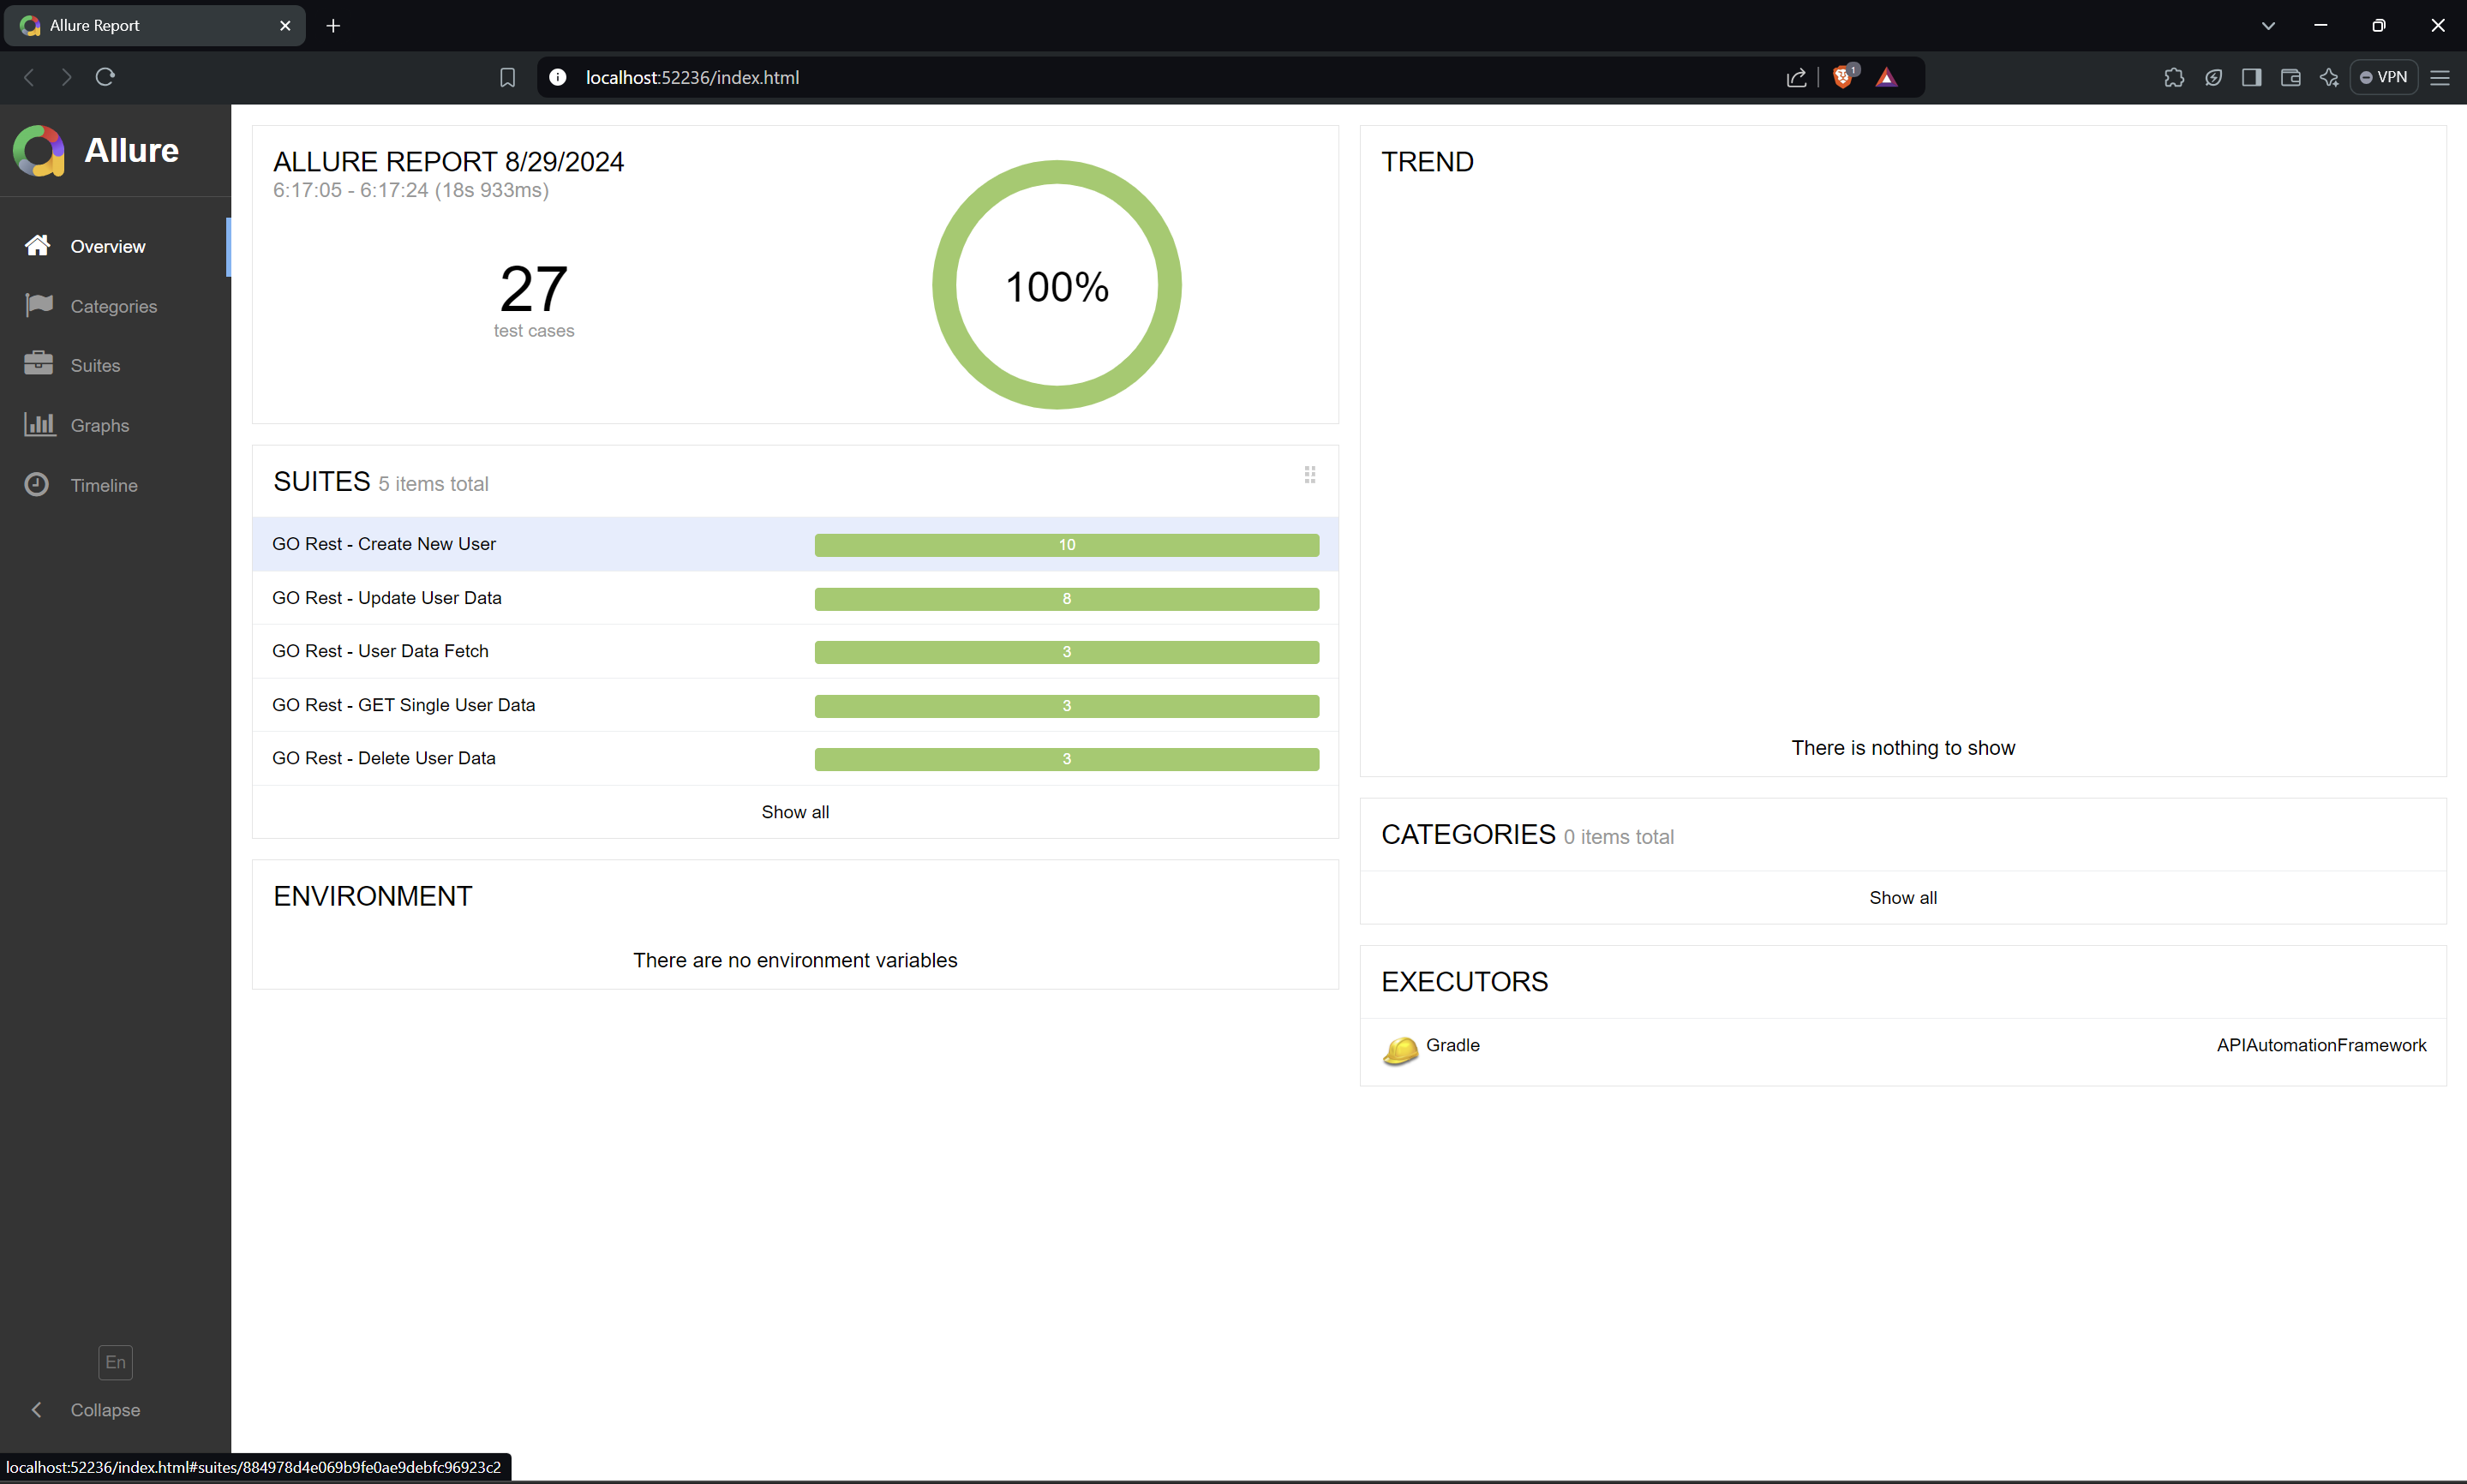 Allure Report
localhost:52236/index.html
1
VPN
Allure
Overview
Categories
Suites
Graphs
Timeline
En
Collapse
ALLURE REPORT 8/29/2024
6:17:05 - 6:17:24 (18s 933ms)
27
test cases
100%
SUITES 5 items total
GO Rest - Create New User 10
GO Rest - Update User Data 8
GO Rest - User Data Fetch 3
GO Rest - GET Single User Data 3
GO Rest - Delete User Data 3
Show all
ENVIRONMENT
There are no environment variables
TREND
There is nothing to show
CATEGORIES 0 items total
Show all
EXECUTORS
Gradle APIAutomationFramework
localhost:52236/index.html#suites/884978d4e069b9fe0ae9debfc96923c2